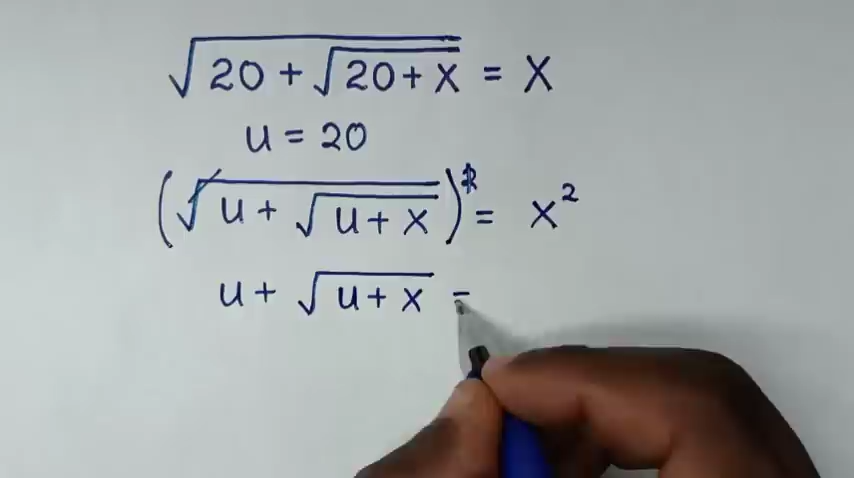 √(20 + √(20 + x)) = x
u = 20
(√(u + √(u + x)))² = x²
u + √(u + x) =